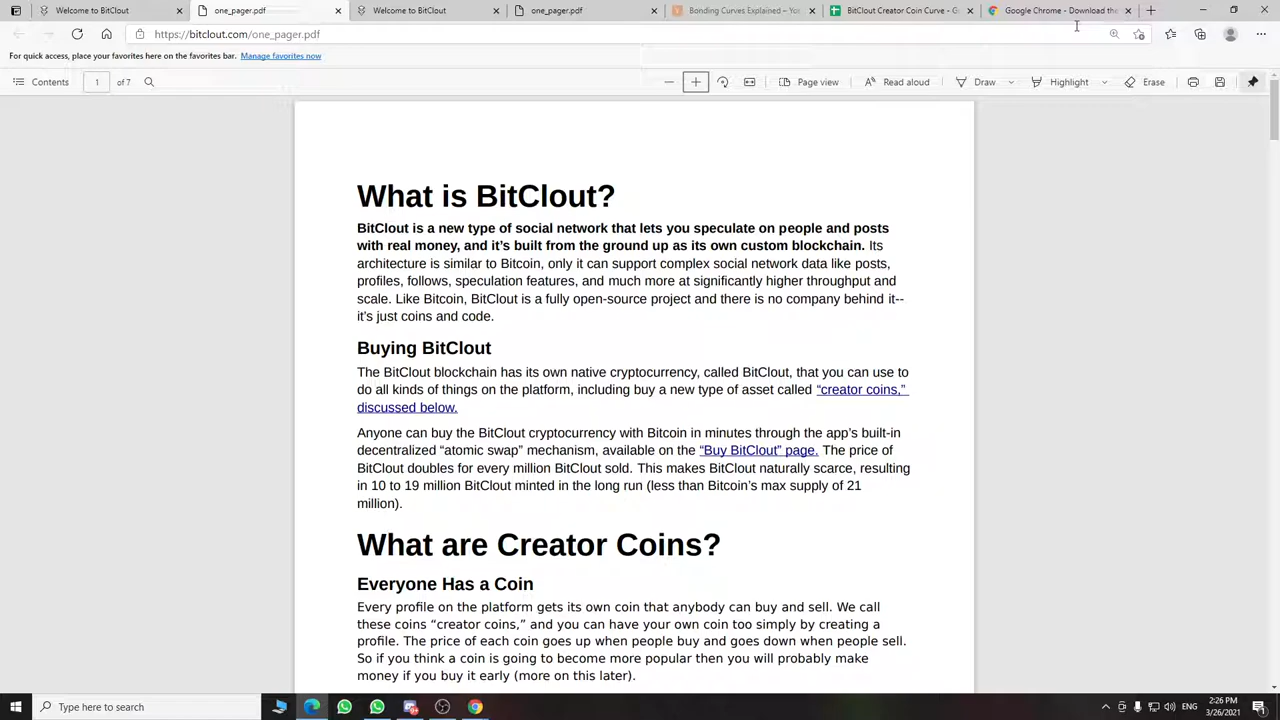 Welcome to BitClout
one_pager.pdf
Welcome to BitClout
one_pager.pdf
Bonding Curves Explained – Yo
BitClout Creator Coin Curve - G
Google Chrome - Download the
https://bitclout.com/one_pager.pdf
For quick access, place your favorites here on the favorites bar. Manage favorites now
Contents 1 of 7 Page view Read aloud Draw Highlight Erase
What is BitClout?
BitClout is a new type of social network that lets you speculate on people and posts
with real money, and it’s built from the ground up as its own custom blockchain. Its
architecture is similar to Bitcoin, only it can support complex social network data like posts,
profiles, follows, speculation features, and much more at significantly higher throughput and
scale. Like Bitcoin, BitClout is a fully open-source project and there is no company behind it--
it’s just coins and code.
Buying BitClout
The BitClout blockchain has its own native cryptocurrency, called BitClout, that you can use to
do all kinds of things on the platform, including buy a new type of asset called “creator coins,”
discussed below.
Anyone can buy the BitClout cryptocurrency with Bitcoin in minutes through the app’s built-in
decentralized “atomic swap” mechanism, available on the “Buy BitClout” page. The price of
BitClout doubles for every million BitClout sold. This makes BitClout naturally scarce, resulting
in 10 to 19 million BitClout minted in the long run (less than Bitcoin’s max supply of 21
million).
What are Creator Coins?
Everyone Has a Coin
Every profile on the platform gets its own coin that anybody can buy and sell. We call
these coins “creator coins,” and you can have your own coin too simply by creating a
profile. The price of each coin goes up when people buy and goes down when people sell.
So if you think a coin is going to become more popular then you will probably make
money if you buy it early (more on this later).
Type here to search
ENG
2:26 PM
3/26/2021